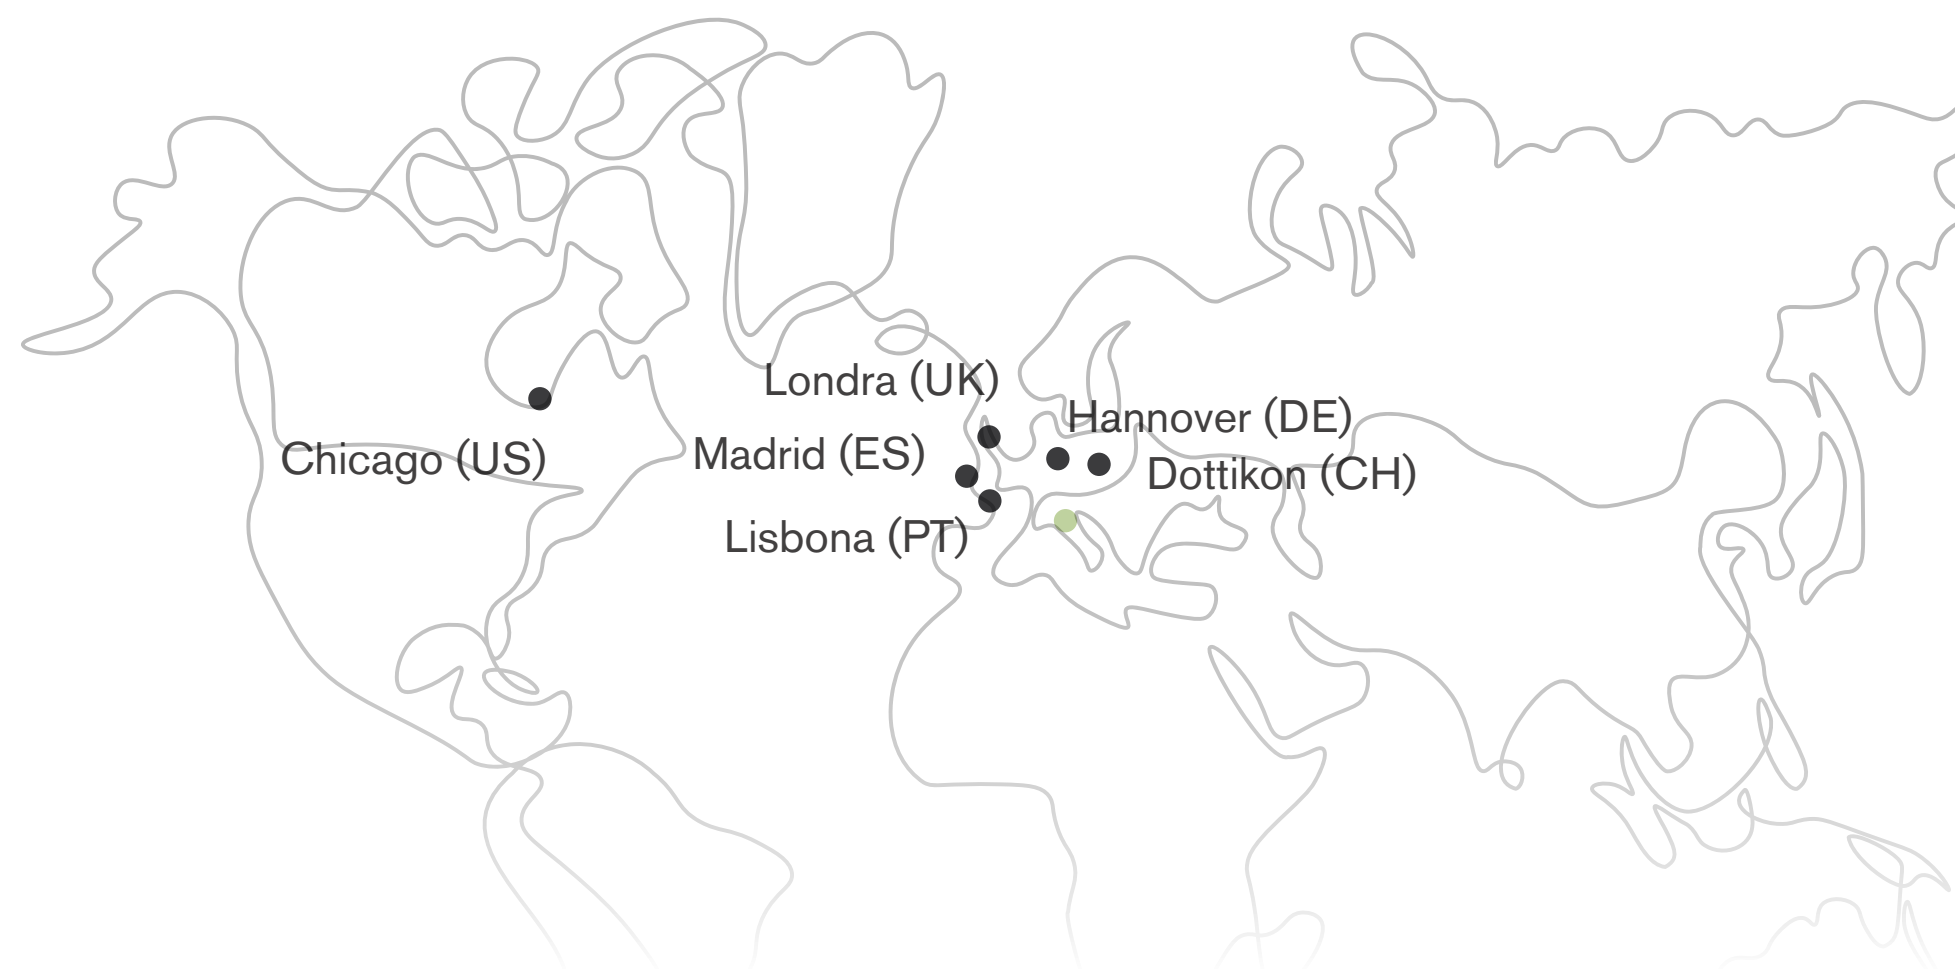 Londra (UK)
Hannover (DE)
Chicago (US)
Madrid (ES)
Dottikon (CH)
Lisbona (PT)